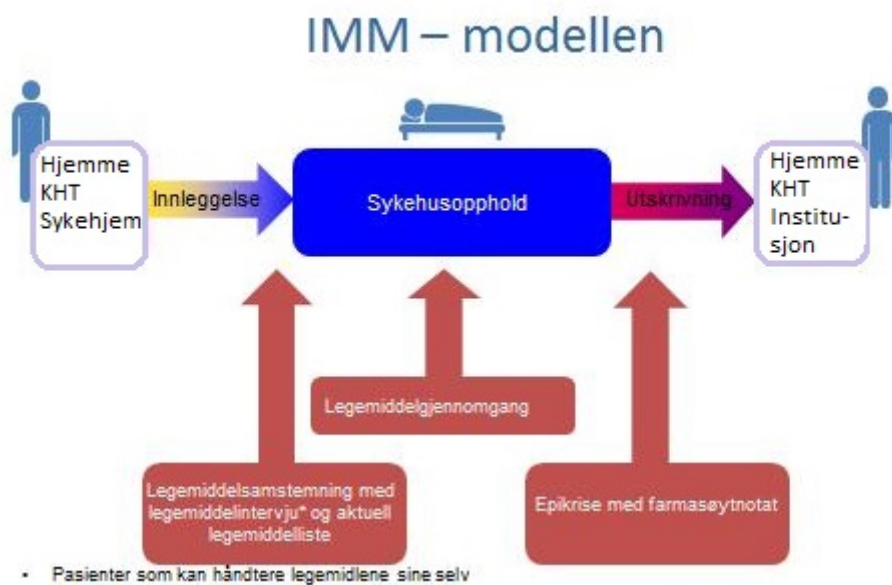 IMM – modellen
Hjemme
KHT
Sykehjem
Innleggelse
Sykehusopphold
Utskrivning
Hjemme
KHT
Institu-
sjon
Legemiddelgjennomgang
Legemiddelsamstemning med
legemiddelintervju* og aktuell
legemiddelliste
Epikrise med farmasøytnotat
• Pasienter som kan håndtere legemidlene sine selv